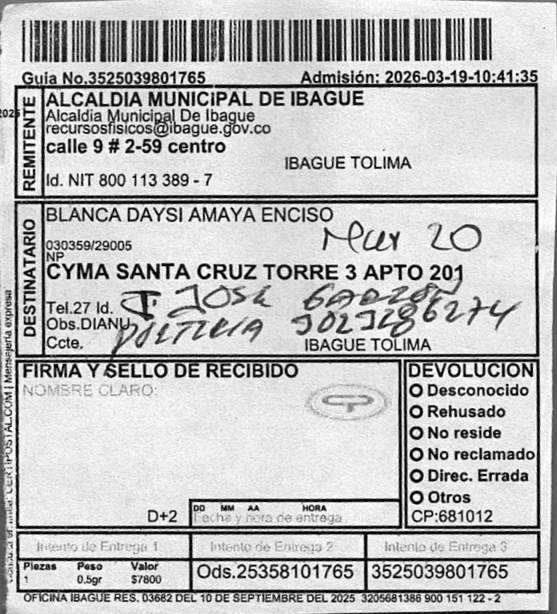 Guia No.3525039801765 Admisión: 2026-03-19-10:41:35
REMITENTE
ALCALDIA MUNICIPAL DE IBAGUE
Alcaldia Municipal De Ibague
recursosfisicos@ibague.gov.co
calle 9 # 2-59 centro
IBAGUE TOLIMA
Id. NIT 800 113 389 - 7
DESTINATARIO
BLANCA DAYSI AMAYA ENCISO
030359/29005
Mar 20
NP
CYMA SANTA CRUZ TORRE 3 APTO 201
Tel.27 Id. JOSE
Obs.DIANU
Ccte. IBAGUE TOLIMA
FIRMA Y SELLO DE RECIBIDO
NOMBRE CLARO:
D+2
DD MM AA HORA
Fecha y hora de entrega
DEVOLUCION
Desconocido
Rehusado
No reside
No reclamado
Direc. Errada
Otros
CP:681012
Intento de Entrega 1 Intento de Entrega 2 Intento de Entrega 3
Piezas Peso Valor
1 0.5gr $7800
Ods.25358101765 3525039801765
OFICINA IBAGUE RES. 03682 DEL 10 DE SEPTIEMBRE DEL 2025 3205681386 900 151 122 - 2
CERTIPOSTAL.COM | Mensajería expresa